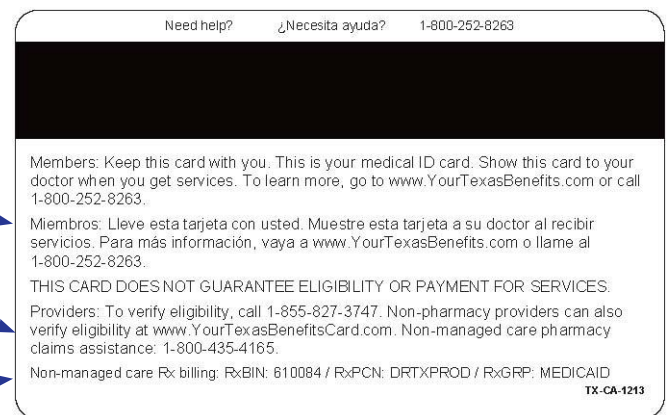 Need help? ¿Necesita ayuda? 1-800-252-8263
Members: Keep this card with you. This is your medical ID card. Show this card to your
doctor when you get services. To learn more, go to www.YourTexasBenefits.com or call
1-800-252-8263.
Miembros: Lleve esta tarjeta con usted. Muestre esta tarjeta a su doctor al recibir
servicios. Para más información, vaya a www.YourTexasBenefits.com o llame al
1-800-252-8263.
THIS CARD DOES NOT GUARANTEE ELIGIBILITY OR PAYMENT FOR SERVICES.
Providers: To verify eligibility, call 1-855-827-3747. Non-pharmacy providers can also
verify eligibility at www.YourTexasBenefitsCard.com. Non-managed care pharmacy
claims assistance: 1-800-435-4165.
Non-managed care Rx billing: RxBIN: 610084 / RxPCN: DRTXPROD / RxGRP: MEDICAID
TX-CA-1213